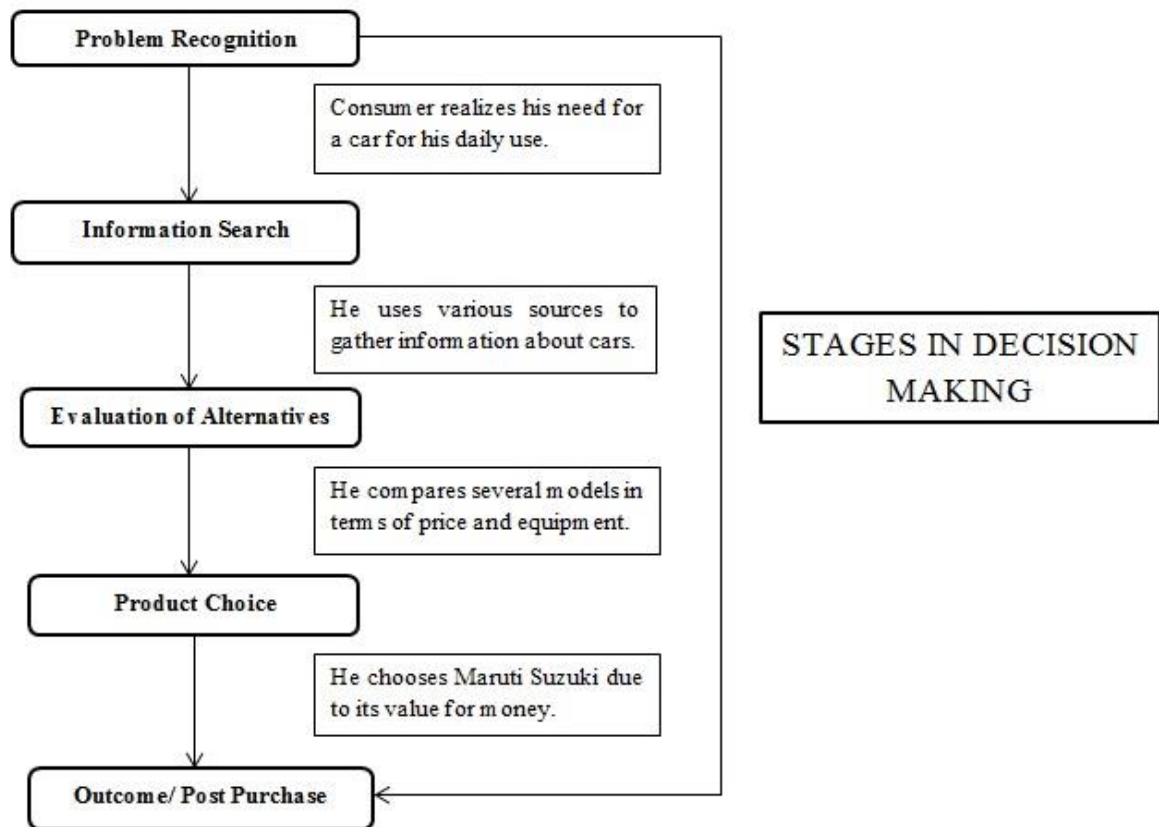 Problem Recognition
Consumer realizes his need for
a car for his daily use.
Information Search
He uses various sources to
gather information about cars.
STAGES IN DECISION
MAKING
Evaluation of Alternatives
He compares several models in
terms of price and equipment.
Product Choice
He chooses Maruti Suzuki due
to its value for money.
Outcome/ Post Purchase